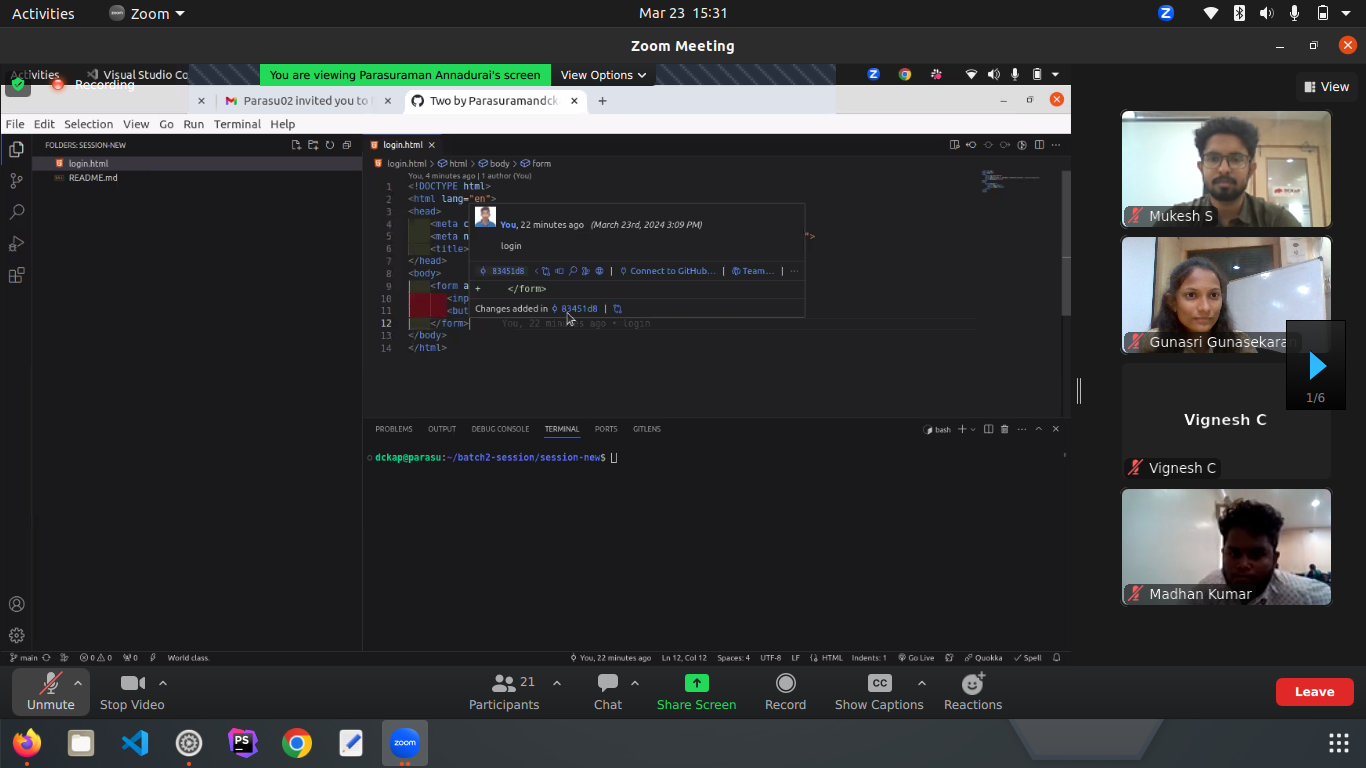 Activities Zoom Mar 23 15:31
Zoom Meeting
Activities Visual Studio Co You are viewing Parasuraman Annadurai's screen View Options
Recording
View
Parasu02 invited you to Two by Parasuramandck
File Edit Selection View Go Run Terminal Help
FOLDERS: SESSION-NEW
login.html
README.md
login.html
login.html > html > body > form
You, 4 minutes ago | 1 author (You)
1 <!DOCTYPE html>
2 <html lang="en">
3 <head>
4 <meta c
5 <meta n ">
6 <title>
7 </head>
8 <body>
9 <form a
10 <inp
11 <but
12 </form> You, 22 minutes ago • login
13 </body>
14 </html>
You, 22 minutes ago (March 23rd, 2024 3:09 PM)
login
83451d8 | Connect to GitHub... | Team... | ...
+ </form>
Changes added in 83451d8 |
PROBLEMS OUTPUT DEBUG CONSOLE TERMINAL PORTS GITLENS bash
dckap@parasu:~/batch2-session/session-new$
main 0 0 0 World class. You, 22 minutes ago Ln 12, Col 12 Spaces: 4 UTF-8 LF HTML Indents: 1 Go Live Quokka Spell
Mukesh S
Gunasri Gunasekaran
1/6
Vignesh C
Vignesh C
Madhan Kumar
Unmute Stop Video Participants 21 Chat Share Screen Record CC Show Captions Reactions Leave
PS zoom